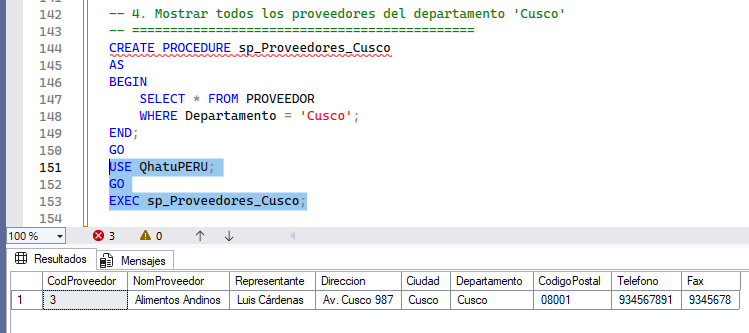 142 -- 4. Mostrar todos los proveedores del departamento 'Cusco'
143 -- =============================================
144 CREATE PROCEDURE sp_Proveedores_Cusco
145 AS
146 BEGIN
147 SELECT * FROM PROVEEDOR
148 WHERE Departamento = 'Cusco';
149 END;
150 GO
151 USE QhatuPERU;
152 GO
153 EXEC sp_Proveedores_Cusco;
154
100 % 3 0
Resultados Mensajes
CodProveedor NomProveedor Representante Direccion Ciudad Departamento CodigoPostal Telefono Fax
1 3 Alimentos Andinos Luis Cárdenas Av. Cusco 987 Cusco Cusco 08001 934567891 9345678